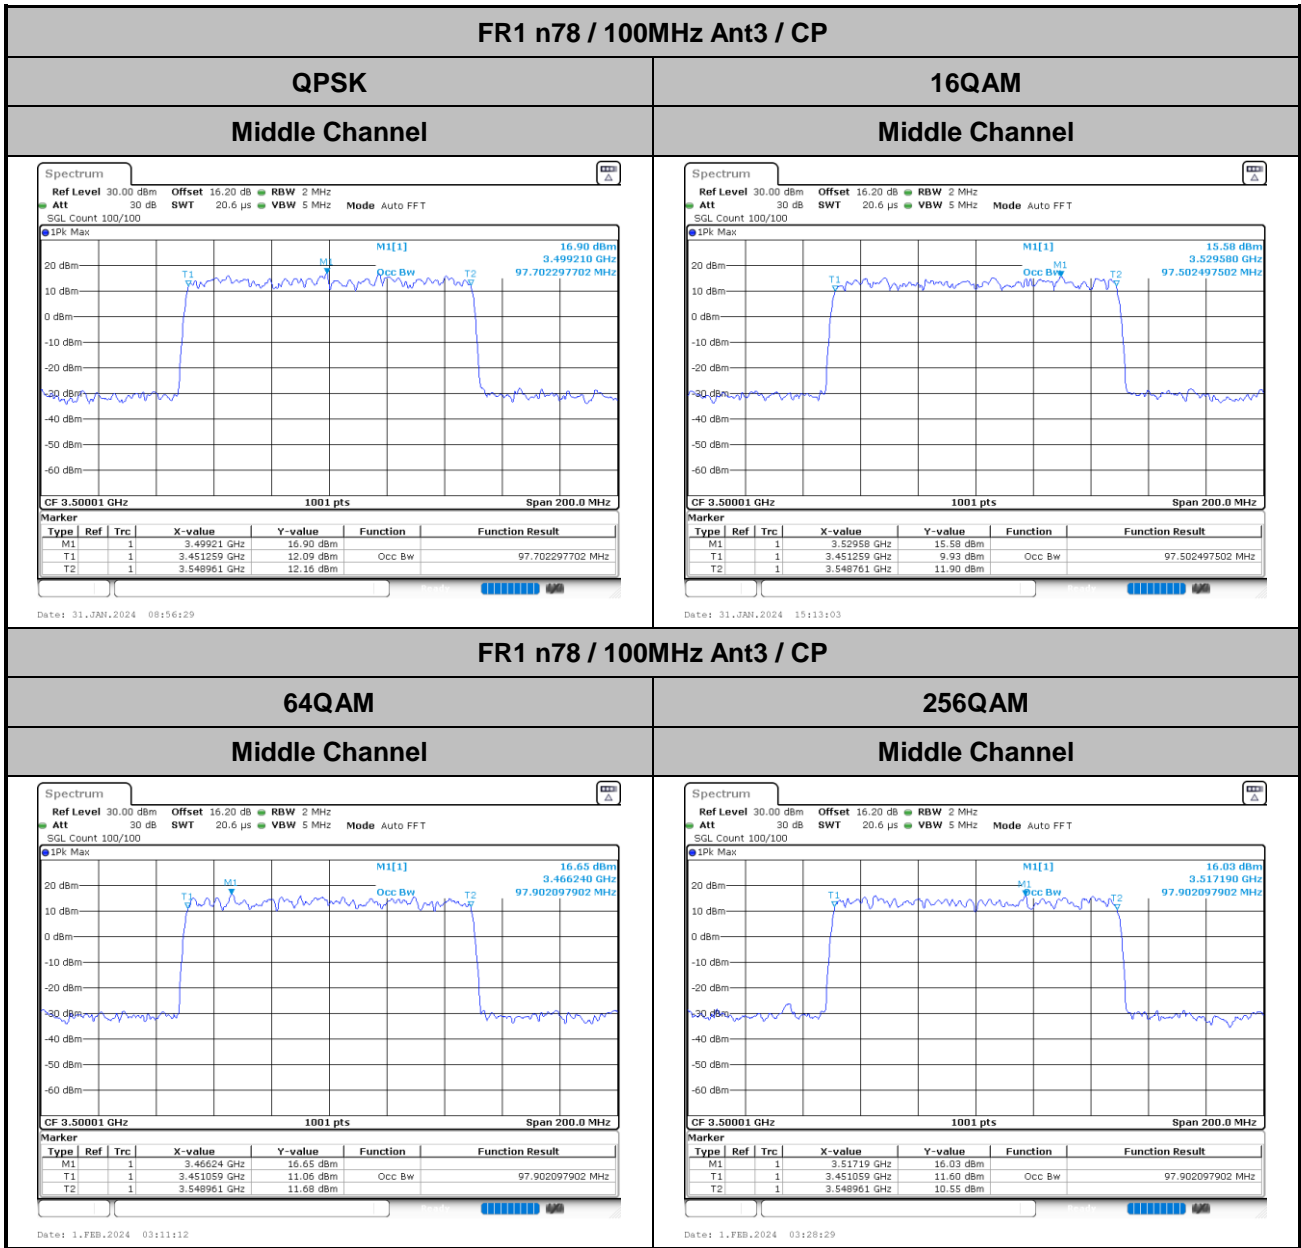 FR1 n78 / 100MHz Ant3 / CP
QPSK 16QAM
Middle Channel Middle Channel
Spectrum
Ref Level 30.00 dBm Offset 16.20 dB RBW 2 MHz
Att 30 dB SWT 20.6 µs VBW 5 MHz Mode Auto FFT
SGL Count 100/100
1Pk Max
M1[1] 16.90 dBm
3.499210 GHz
Occ Bw 97.702297702 MHz
M1
T1
T2
20 dBm
10 dBm
0 dBm
-10 dBm
-20 dBm
-30 dBm
-40 dBm
-50 dBm
-60 dBm
CF 3.50001 GHz 1001 pts Span 200.0 MHz
Marker
Type Ref Trc X-value Y-value Function Function Result
M1 1 3.49921 GHz 16.90 dBm
T1 1 3.451259 GHz 12.09 dBm Occ Bw 97.702297702 MHz
T2 1 3.548961 GHz 12.16 dBm
Date: 31.JAN.2024 08:56:29
Spectrum
Ref Level 30.00 dBm Offset 16.20 dB RBW 2 MHz
Att 30 dB SWT 20.6 µs VBW 5 MHz Mode Auto FFT
SGL Count 100/100
1Pk Max
M1[1] 15.58 dBm
3.529580 GHz
Occ Bw 97.502497502 MHz
M1
T1
T2
20 dBm
10 dBm
0 dBm
-10 dBm
-20 dBm
-30 dBm
-40 dBm
-50 dBm
-60 dBm
CF 3.50001 GHz 1001 pts Span 200.0 MHz
Marker
Type Ref Trc X-value Y-value Function Function Result
M1 1 3.52958 GHz 15.58 dBm
T1 1 3.451259 GHz 9.93 dBm Occ Bw 97.502497502 MHz
T2 1 3.548761 GHz 11.90 dBm
Date: 31.JAN.2024 15:13:03
FR1 n78 / 100MHz Ant3 / CP
64QAM 256QAM
Middle Channel Middle Channel
Spectrum
Ref Level 30.00 dBm Offset 16.20 dB RBW 2 MHz
Att 30 dB SWT 20.6 µs VBW 5 MHz Mode Auto FFT
SGL Count 100/100
1Pk Max
M1[1] 16.65 dBm
3.466240 GHz
Occ Bw 97.902097902 MHz
M1
T1
T2
20 dBm
10 dBm
0 dBm
-10 dBm
-20 dBm
-30 dBm
-40 dBm
-50 dBm
-60 dBm
CF 3.50001 GHz 1001 pts Span 200.0 MHz
Marker
Type Ref Trc X-value Y-value Function Function Result
M1 1 3.46624 GHz 16.65 dBm
T1 1 3.451059 GHz 11.06 dBm Occ Bw 97.902097902 MHz
T2 1 3.548961 GHz 11.68 dBm
Date: 1.FEB.2024 03:11:12
Spectrum
Ref Level 30.00 dBm Offset 16.20 dB RBW 2 MHz
Att 30 dB SWT 20.6 µs VBW 5 MHz Mode Auto FFT
SGL Count 100/100
1Pk Max
M1[1] 16.03 dBm
3.517190 GHz
Occ Bw 97.902097902 MHz
M1
T1
T2
20 dBm
10 dBm
0 dBm
-10 dBm
-20 dBm
-30 dBm
-40 dBm
-50 dBm
-60 dBm
CF 3.50001 GHz 1001 pts Span 200.0 MHz
Marker
Type Ref Trc X-value Y-value Function Function Result
M1 1 3.51719 GHz 16.03 dBm
T1 1 3.451059 GHz 11.60 dBm Occ Bw 97.902097902 MHz
T2 1 3.548961 GHz 10.55 dBm
Date: 1.FEB.2024 03:28:29